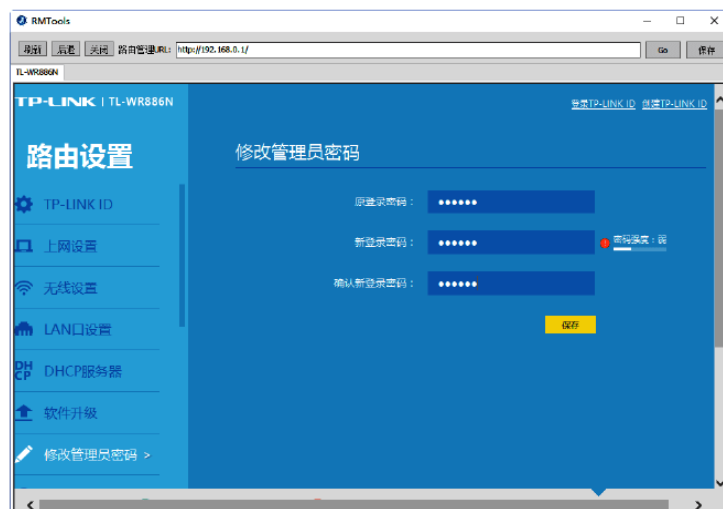 RMTools
刷新 后退 关闭 路由管理URL: http://192.168.0.1/ Go 保存
TL-WR886N
TP-LINK | TL-WR886N
登录TP-LINK ID 创建TP-LINK ID
路由设置
修改管理员密码
TP-LINK ID
上网设置
无线设置
LAN口设置
DHCP
DHCP服务器
软件升级
修改管理员密码 >
原登录密码：
••••••
新登录密码：
••••••
密码强度：弱
确认新登录密码：
••••••
保存